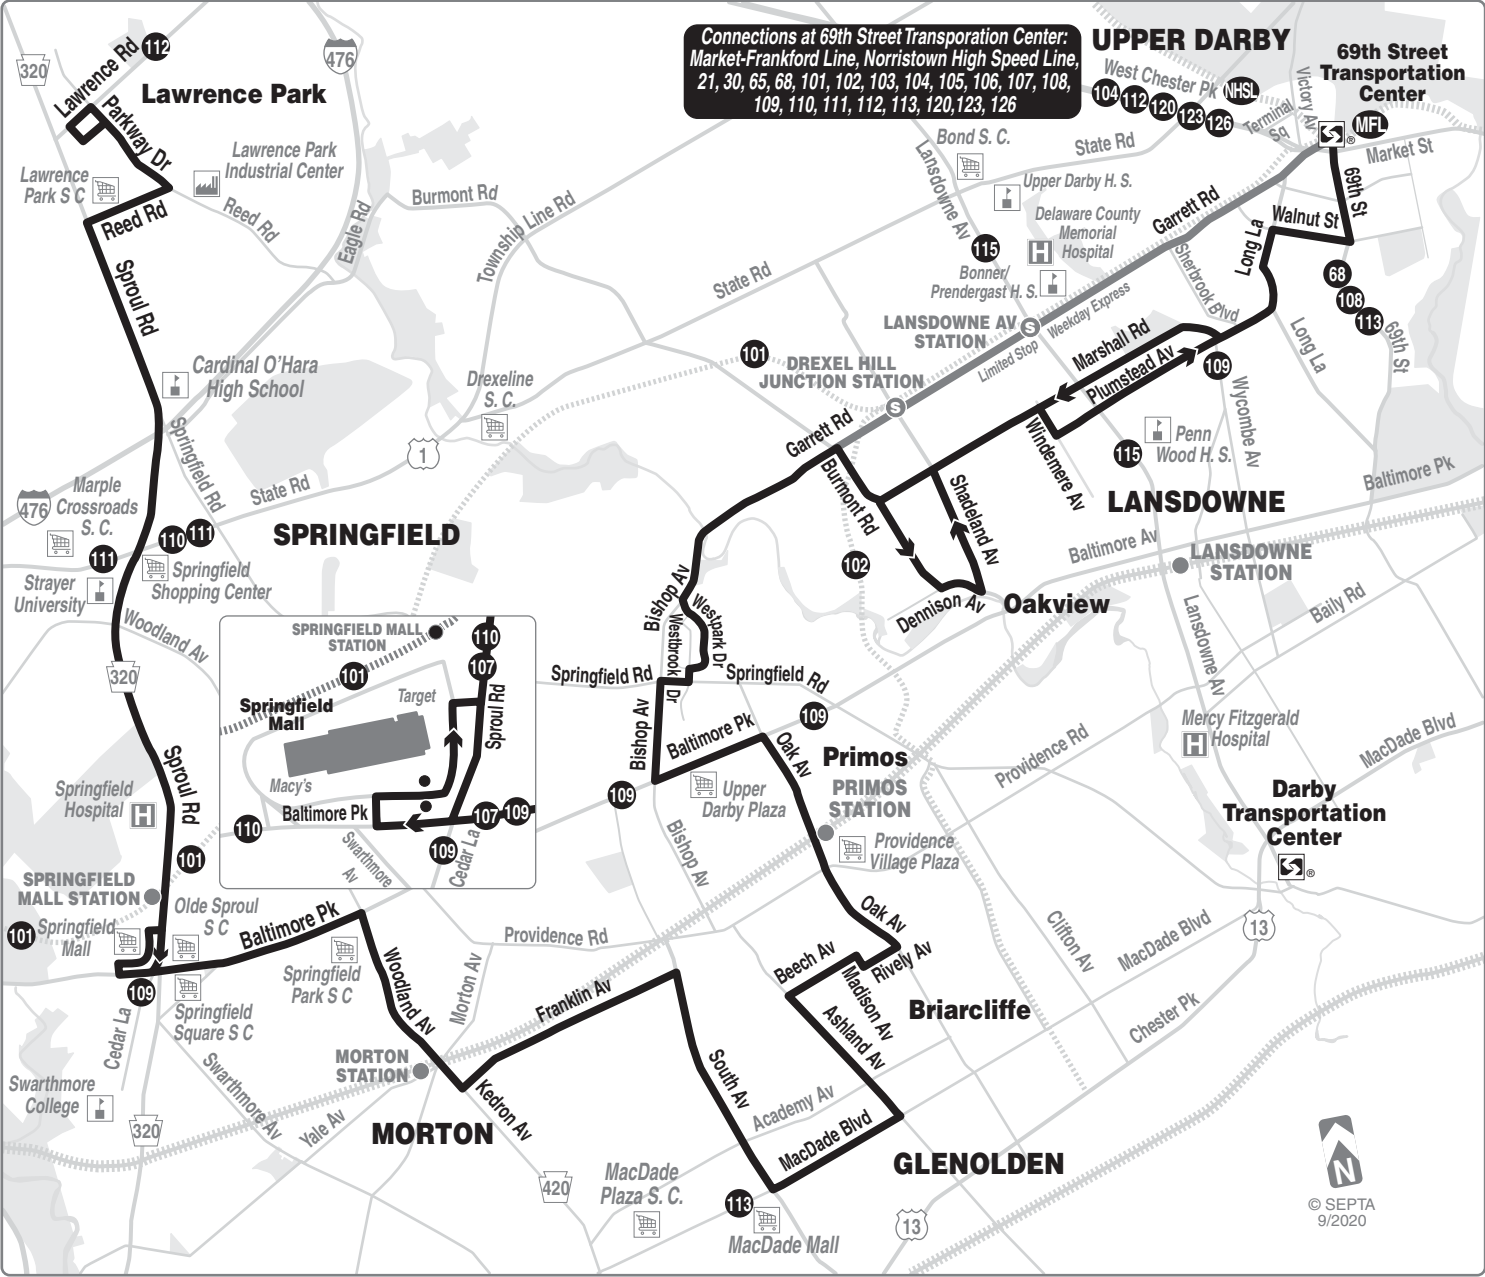 Connections at 69th Street Transporation Center:
Market-Frankford Line, Norristown High Speed Line,
21, 30, 65, 68, 101, 102, 103, 104, 105, 106, 107, 108,
109, 110, 111, 112, 113, 120,123, 126
UPPER DARBY
69th Street
Transportation
Center
West Chester Pk
NHSL
104
112
120
123
126
Victory Av
Terminal
Sq
S
®
MFL
Market St
69th St
320
Lawrence Rd
112
476
Lawrence Park
Parkway Dr
Lawrence Park
Industrial Center
Lawrence
Park S C
Reed Rd
Reed Rd
Burmont Rd
Eagle Rd
Township Line Rd
Bond S. C.
State Rd
Lansdowne Av
Upper Darby H. S.
Delaware County
Memorial
Hospital
H
115
Bonner/
Prendergast H. S.
Garrett Rd
Walnut St
Long La
Sherbrook Blvd
68
108
113
69th St
Long La
Sproul Rd
State Rd
LANSDOWNE AV
STATION
S
Weekday Express
Limited Stop
Marshall Rd
Plumstead Av
109
Wycombe Av
101
DREXEL HILL
JUNCTION STATION
S
Cardinal O'Hara
High School
Drexeline
S. C.
Springfield Rd
1
State Rd
Garrett Rd
Burmont Rd
Windemere Av
115
Penn
Wood H. S.
Baltimore Pk
476
Marple
Crossroads
S. C.
SPRINGFIELD
LANSDOWNE
Shadeland Av
110
111
111
Springfield
Shopping Center
Strayer
University
102
Baltimore Av
LANSDOWNE
STATION
Dennison Av
Oakview
Baily Rd
Lansdowne Av
Woodland Av
320
Bishop Av
Westbrook Dr
Westpark Dr
Springfield Rd
Springfield Rd
SPRINGFIELD MALL
STATION
110
107
101
Springfield
Mall
Target
Sproul Rd
Macy's
Baltimore Pk
110
107
109
109
Swarthmore
Av
Cedar La
Bishop Av
Baltimore Pk
109
109
Oak Av
Primos
PRIMOS
STATION
Upper
Darby Plaza
Providence
Village Plaza
Providence Rd
Mercy Fitzgerald
Hospital
H
MacDade Blvd
Darby
Transportation
Center
S
®
Sproul Rd
Springfield
Hospital
H
101
SPRINGFIELD
MALL STATION
Olde Sproul
S C
101
Springfield
Mall
Baltimore Pk
109
Springfield
Square S C
Springfield
Park S C
Woodland Av
Providence Rd
Morton Av
Franklin Av
Bishop Av
Oak Av
Rively Av
Beech Av
Madison Av
Ashland Av
Briarcliffe
Clifton Av
MacDade Blvd
13
Chester Pk
Cedar La
Swarthmore
College
Swarthmore Av
320
Yale Av
MORTON
STATION
MORTON
Kedron Av
South Av
Academy Av
MacDade Blvd
GLENOLDEN
420
MacDade
Plaza S. C.
113
MacDade Mall
13
N
© SEPTA
9/2020